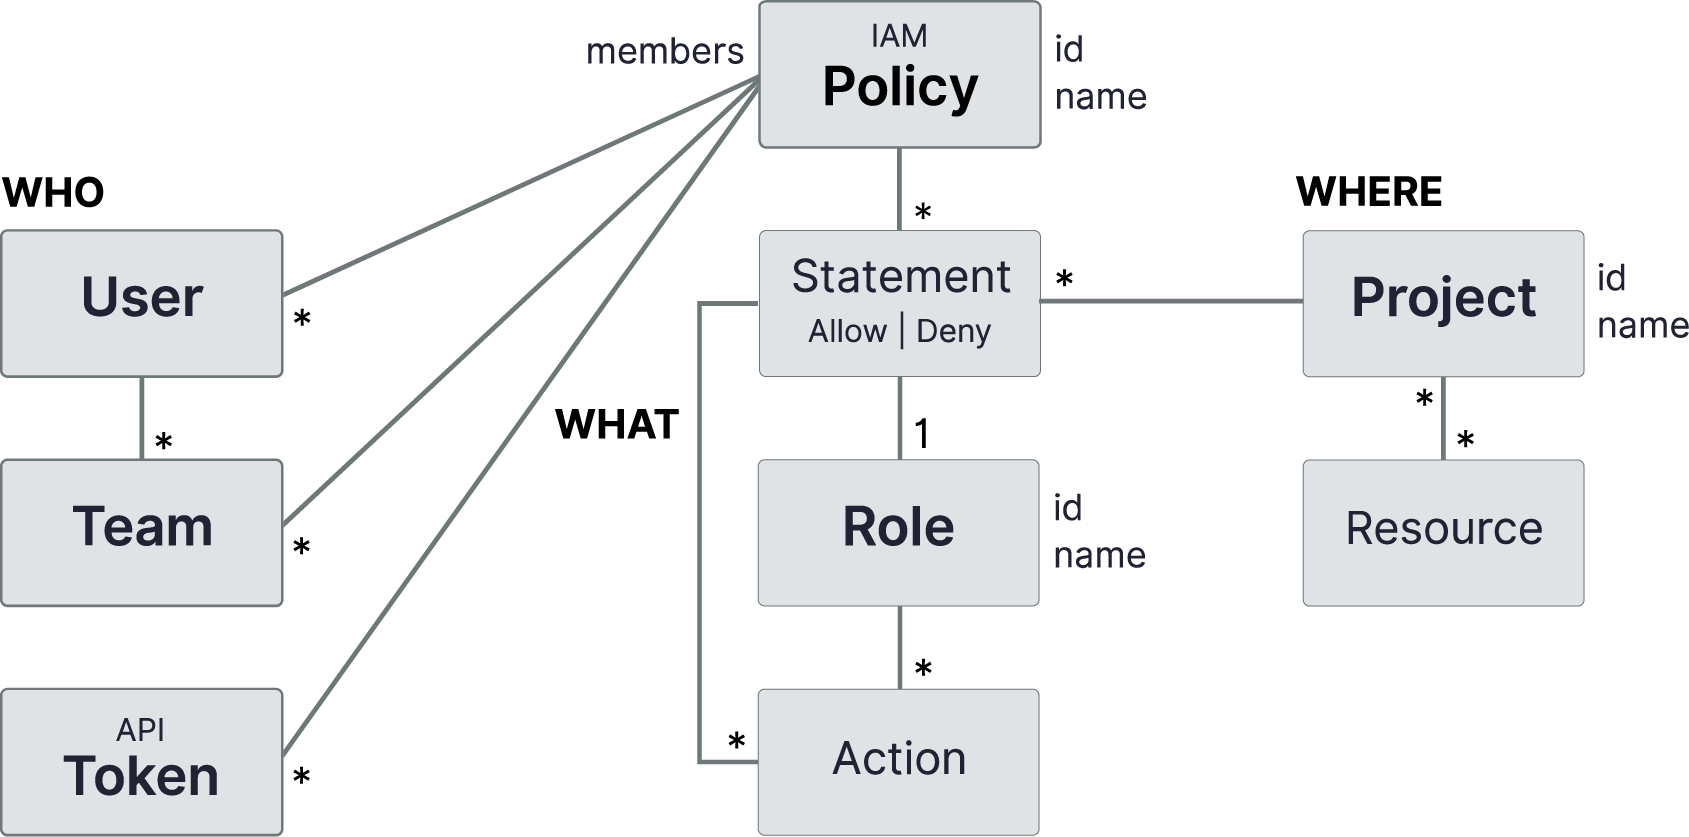 members
IAM
Policy
id
name
WHO
*
WHERE
User
*
Statement
Allow | Deny
*
Project
id
name
*
WHAT
1
*
*
Team
*
Role
id
name
Resource
*
*
API
Token
*
Action